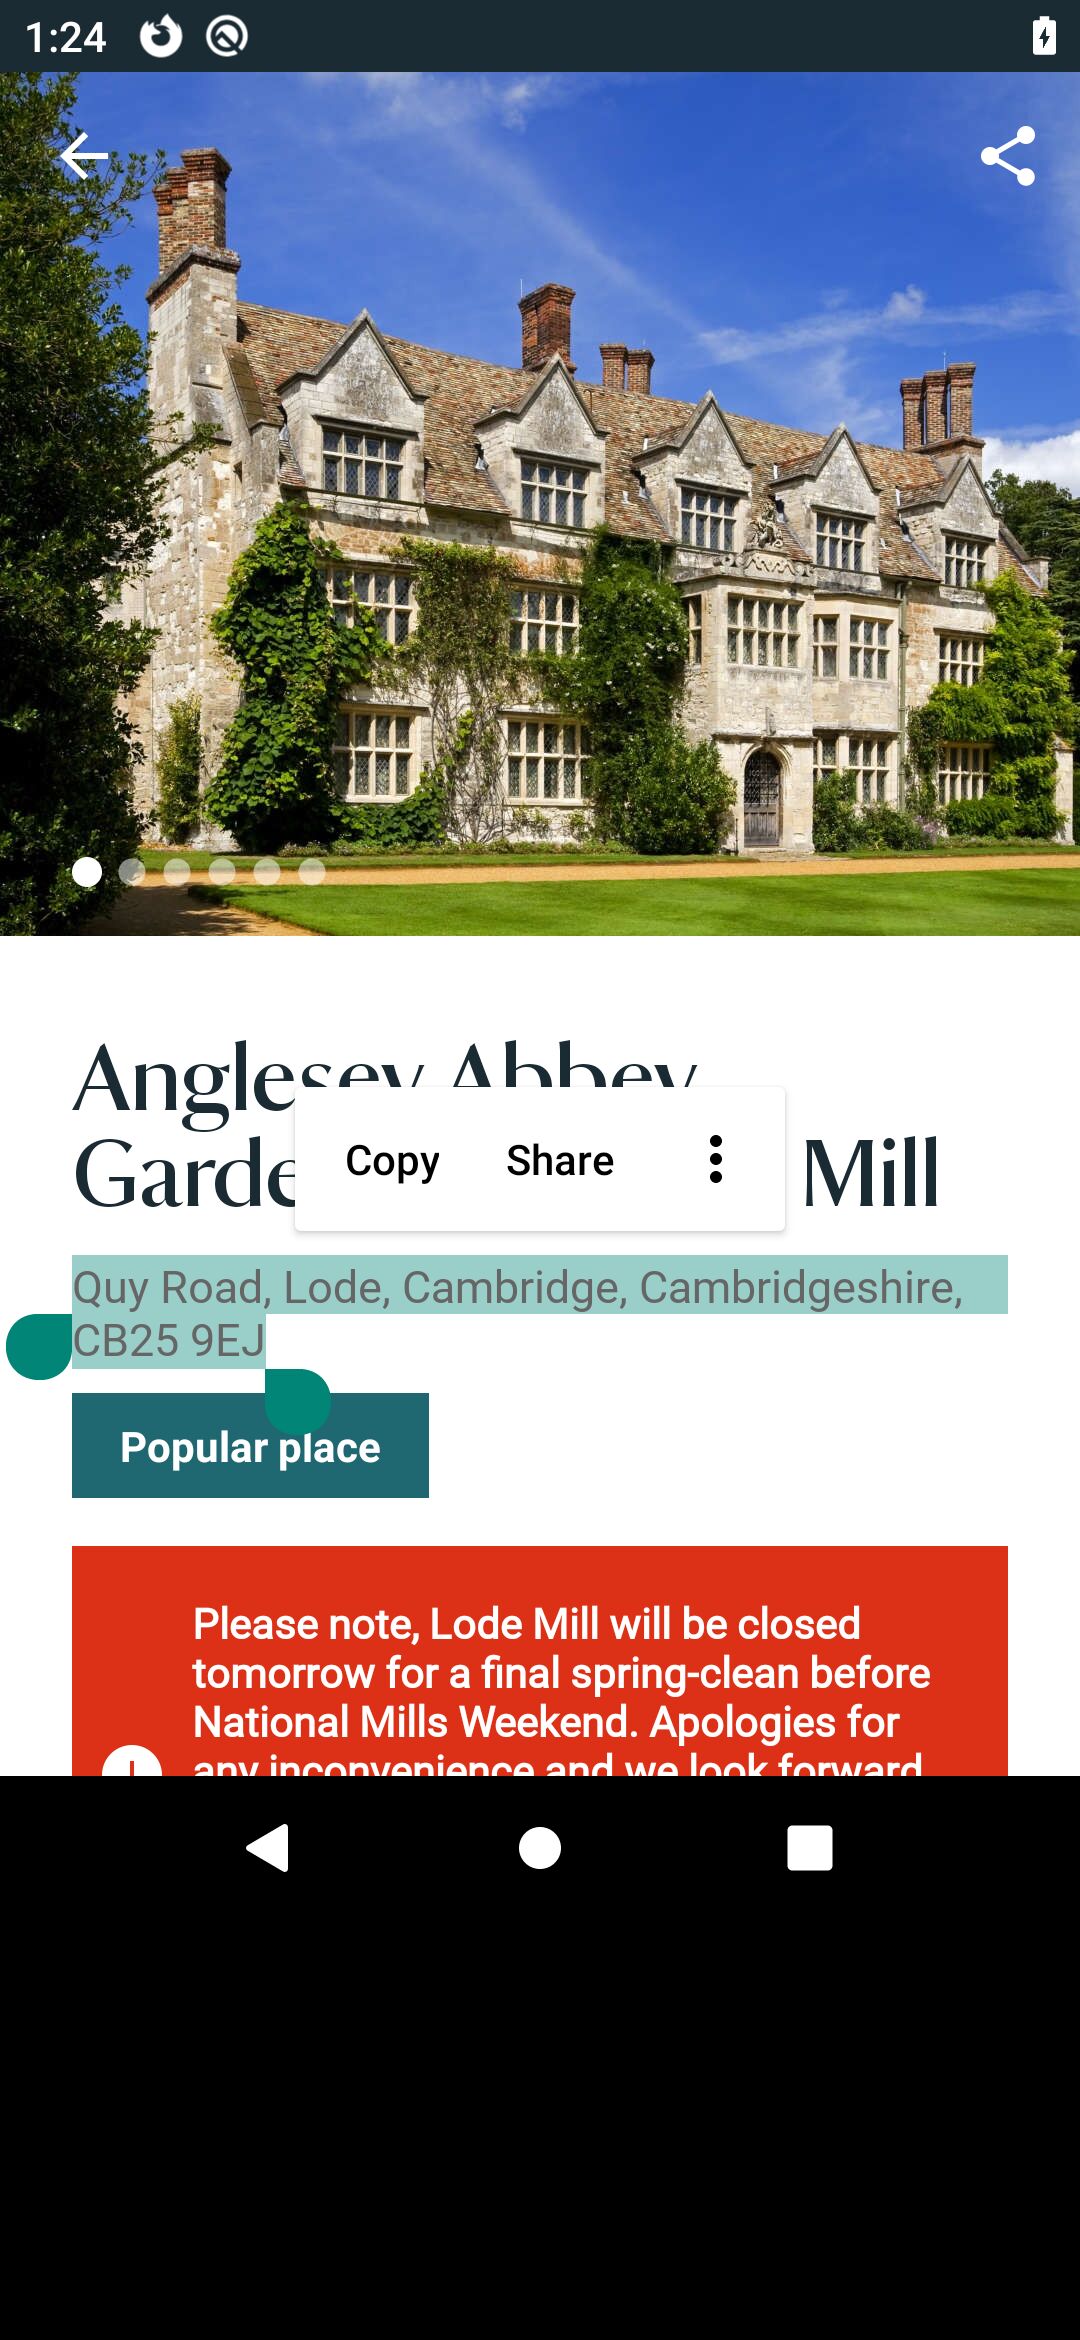 1:24
Anglesey Abbey
Garde Mill
Copy Share
Quy Road, Lode, Cambridge, Cambridgeshire,
CB25 9EJ
Popular place
Please note, Lode Mill will be closed
tomorrow for a final spring-clean before
National Mills Weekend. Apologies for
any inconvenience and we look forward